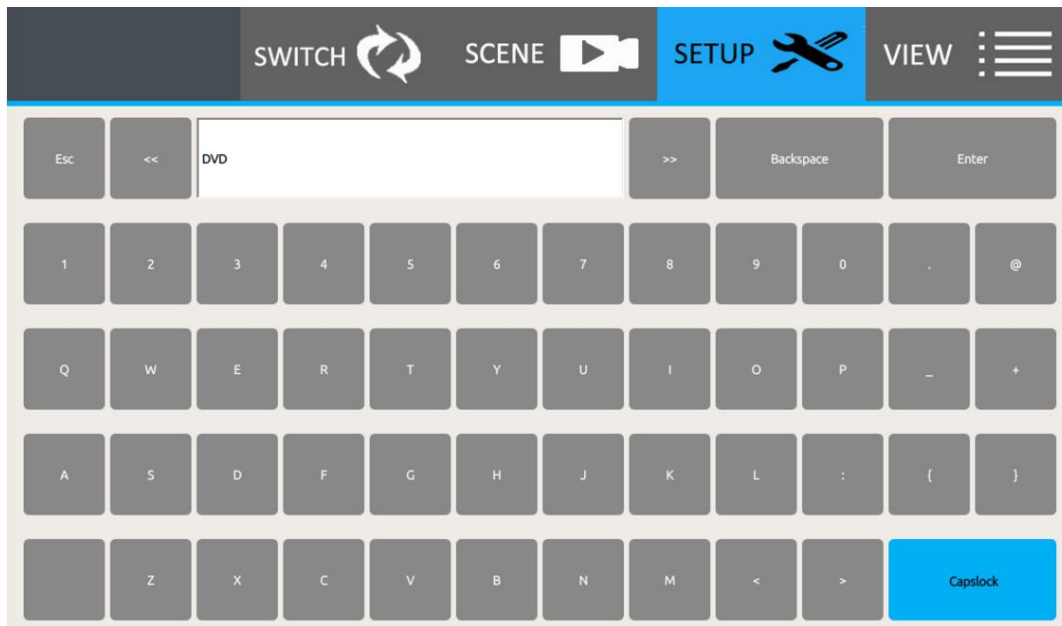 SWITCH SCENE SETUP VIEW
Esc << DVD >> Backspace Enter
1 2 3 4 5 6 7 8 9 0 . @
Q W E R T Y U I O P _ +
A S D F G H J K L : { }
Z X C V B N M < > Capslock